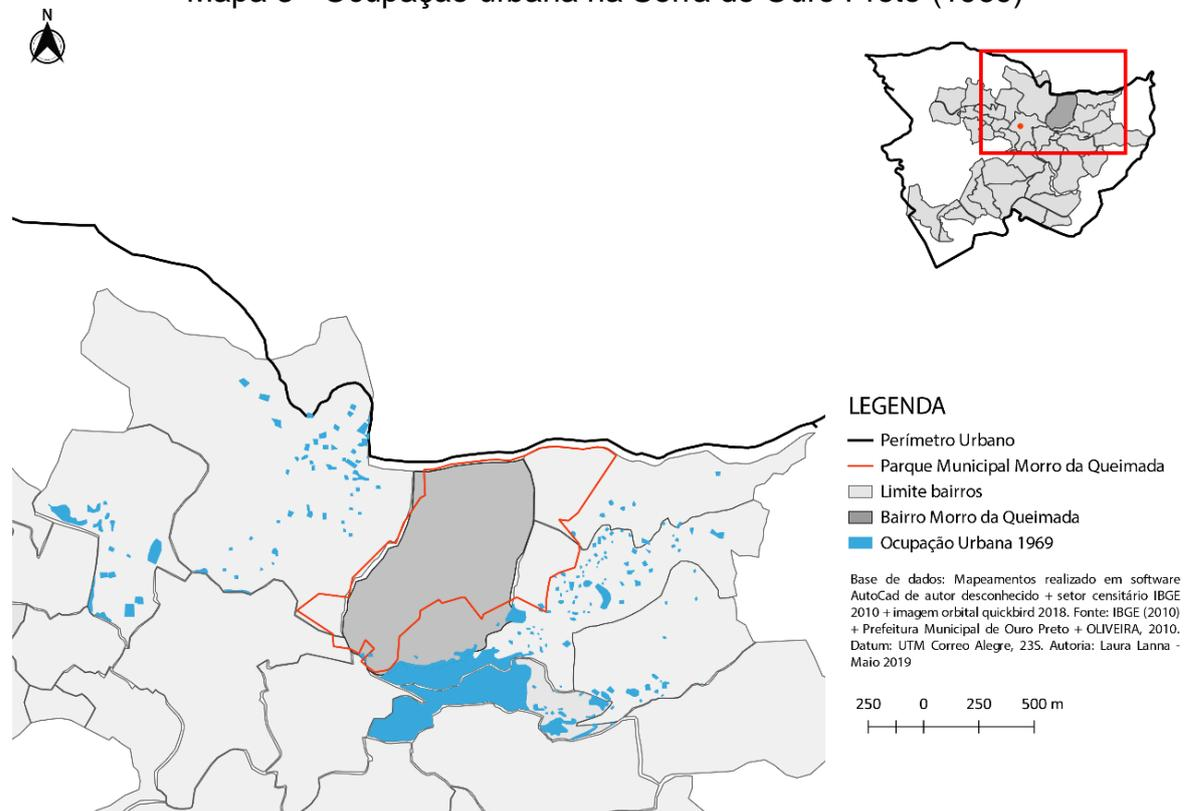 N
LEGENDA
Perímetro Urbano
Parque Municipal Morro da Queimada
Limite bairros
Bairro Morro da Queimada
Ocupação Urbana 1969
Base de dados: Mapeamentos realizado em software
AutoCad de autor desconhecido + setor censitário IBGE
2010 + imagem orbital quickbird 2018. Fonte: IBGE (2010)
+ Prefeitura Municipal de Ouro Preto + OLIVEIRA, 2010.
Datum: UTM Correo Alegre, 23S. Autoria: Laura Lanna -
Maio 2019
250 0 250 500 m